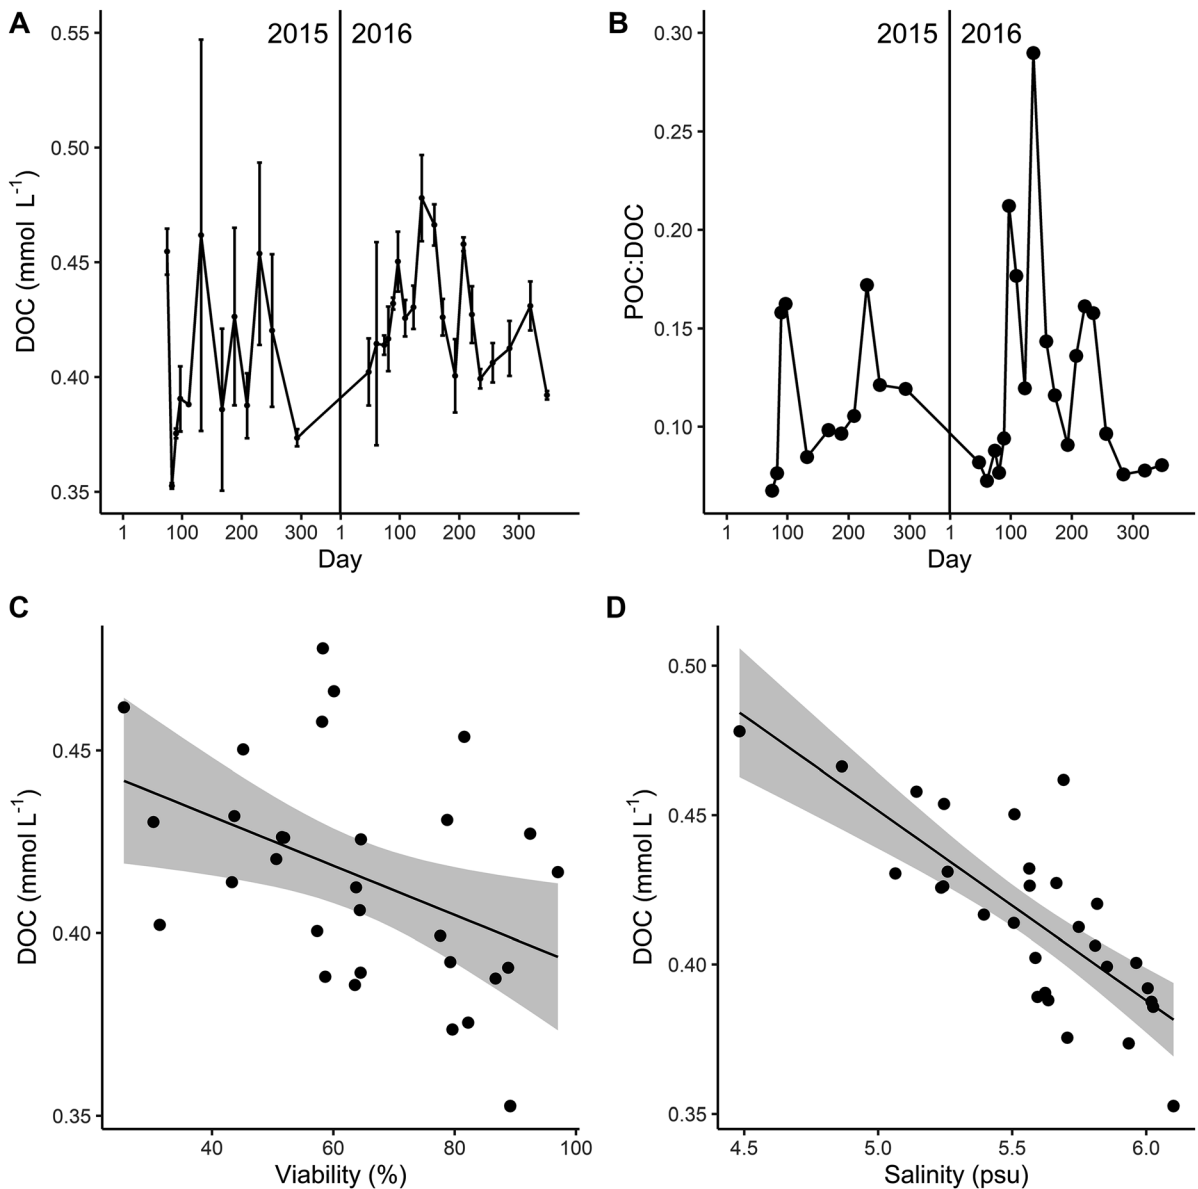 A
2015 2016
DOC (mmol L⁻¹)
0.55
0.50
0.45
0.40
0.35
1 100 200 300 1 100 200 300
Day
B
2015 2016
POC:DOC
0.30
0.25
0.20
0.15
0.10
1 100 200 300 1 100 200 300
Day
C
DOC (mmol L⁻¹)
0.45
0.40
0.35
40 60 80 100
Viability (%)
D
DOC (mmol L⁻¹)
0.50
0.45
0.40
0.35
4.5 5.0 5.5 6.0
Salinity (psu)